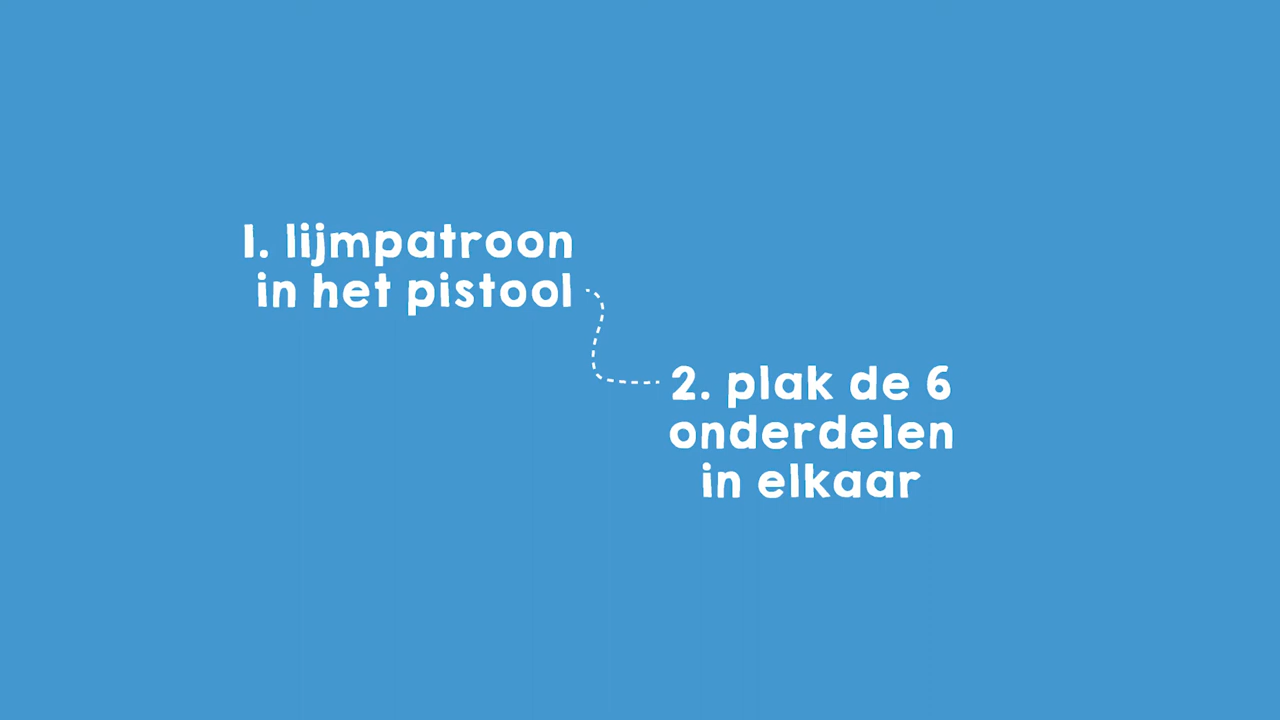 1. lijmpatroon
in het pistool
2. plak de 6
onderdelen
in elkaar